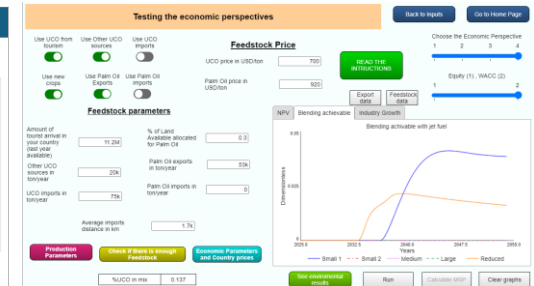 Testing the economic perspectives
Back to Inputs
Go to Home Page
Use UCO from tourism
Use Other UCO sources
Use UCO imports
Use new crops
Use Palm Oil Exports
Use Palm Oil imports
Feedstock Price
UCO price in USD/ton
700
Palm Oil price in USD/ton
920
READ THE INTRUCTIONS
Choose the Economic Perspective
1 2 3 4
Equity (1) , WACC (2)
1 2
Export data
Feedstock data
Feedstock parameters
Amount of tourist arrival in your country (last year available)
11.2M
Other UCO sources in ton/year
20k
UCO imports in ton/year
75k
% of Land Available allocated for Palm Oil
0.3
Palm Oil exports in ton/year
53k
Palm Oil imports in ton/year
0
Average imports distance in km
1.7k
NPV
Blending achievable
Industry Growth
Blending achivable with jet fuel
Dimensionless
0.05
0.025
0
2025.0 2032.5 2040.0 2047.5 2055.0
Years
Small 1 Small 2 Medium Large Reduced
Production Parameters
Check if there is enough Feedstock
Economic Parameters and Country prices
%UCO in mix
0.137
See enviromental results
Run
Calculate MSP
Clear graphs